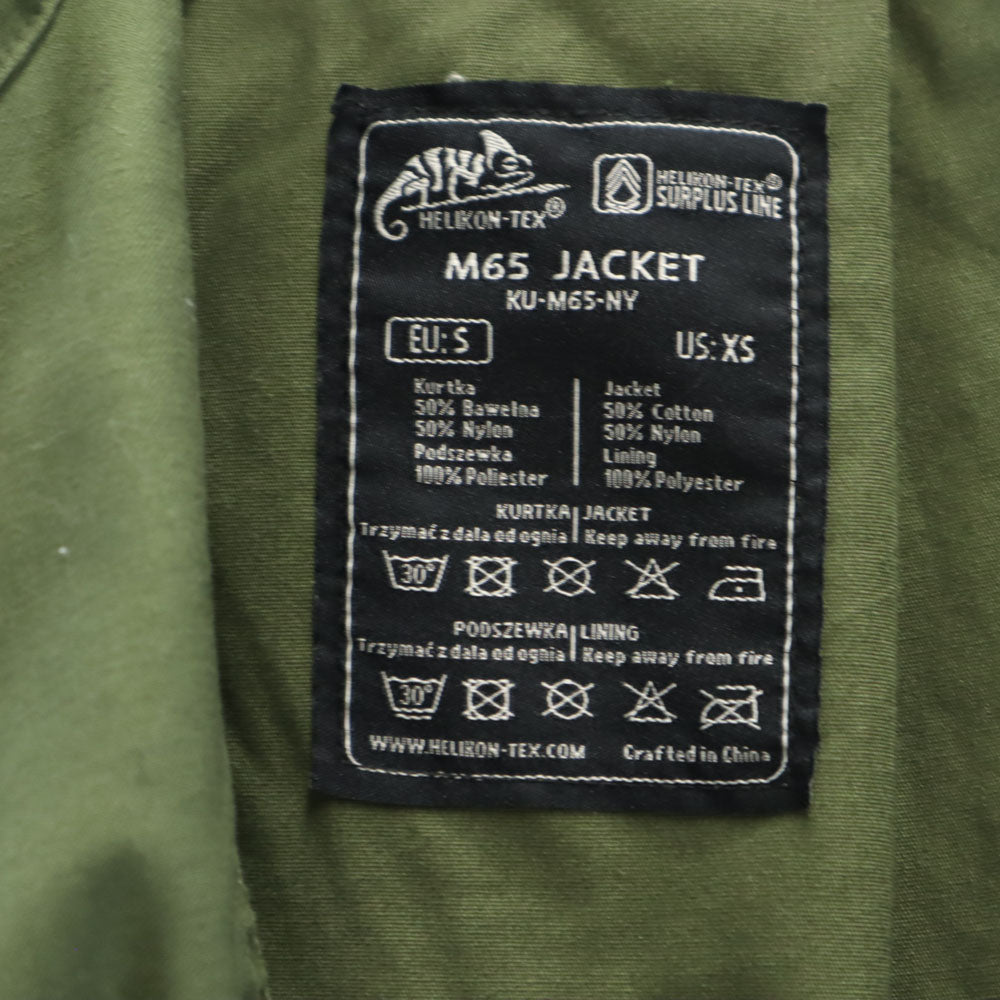 HELIKON-TEX®
HELIKON-TEX®
SURPLUS LINE
M65 JACKET
KU-M65-NY
EU: S
US: XS
Kurtka
50% Bawełna
50% Nylon
Podszewka
100% Poliester
Jacket
50% Cotton
50% Nylon
Lining
100% Polyester
KURTKA | JACKET
Trzymać z dala od ognia | Keep away from fire
30°
PODSZEWKA | LINING
Trzymać z dala od ognia | Keep away from fire
30°
WWW.HELIKON-TEX.COM Crafted in China